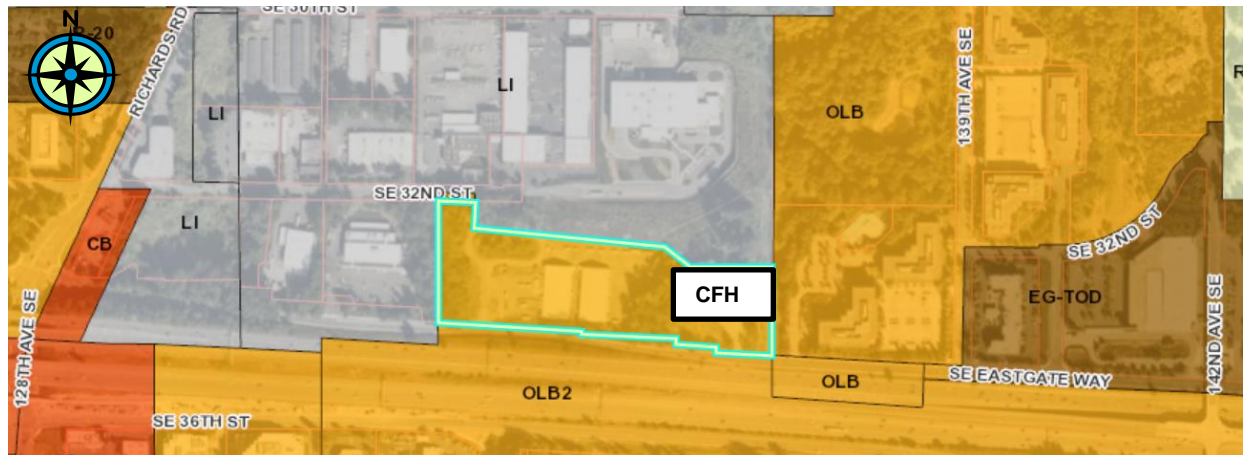 SE 30TH ST
N
R-20
RICHARDS RD
LI
LI
OLB
139TH AVE SE
R
SE 32ND ST
LI
CB
SE 32ND ST
CFH
EG-TOD
128TH AVE SE
SE EASTGATE WAY
142ND AVE SE
OLB
OLB2
SE 36TH ST